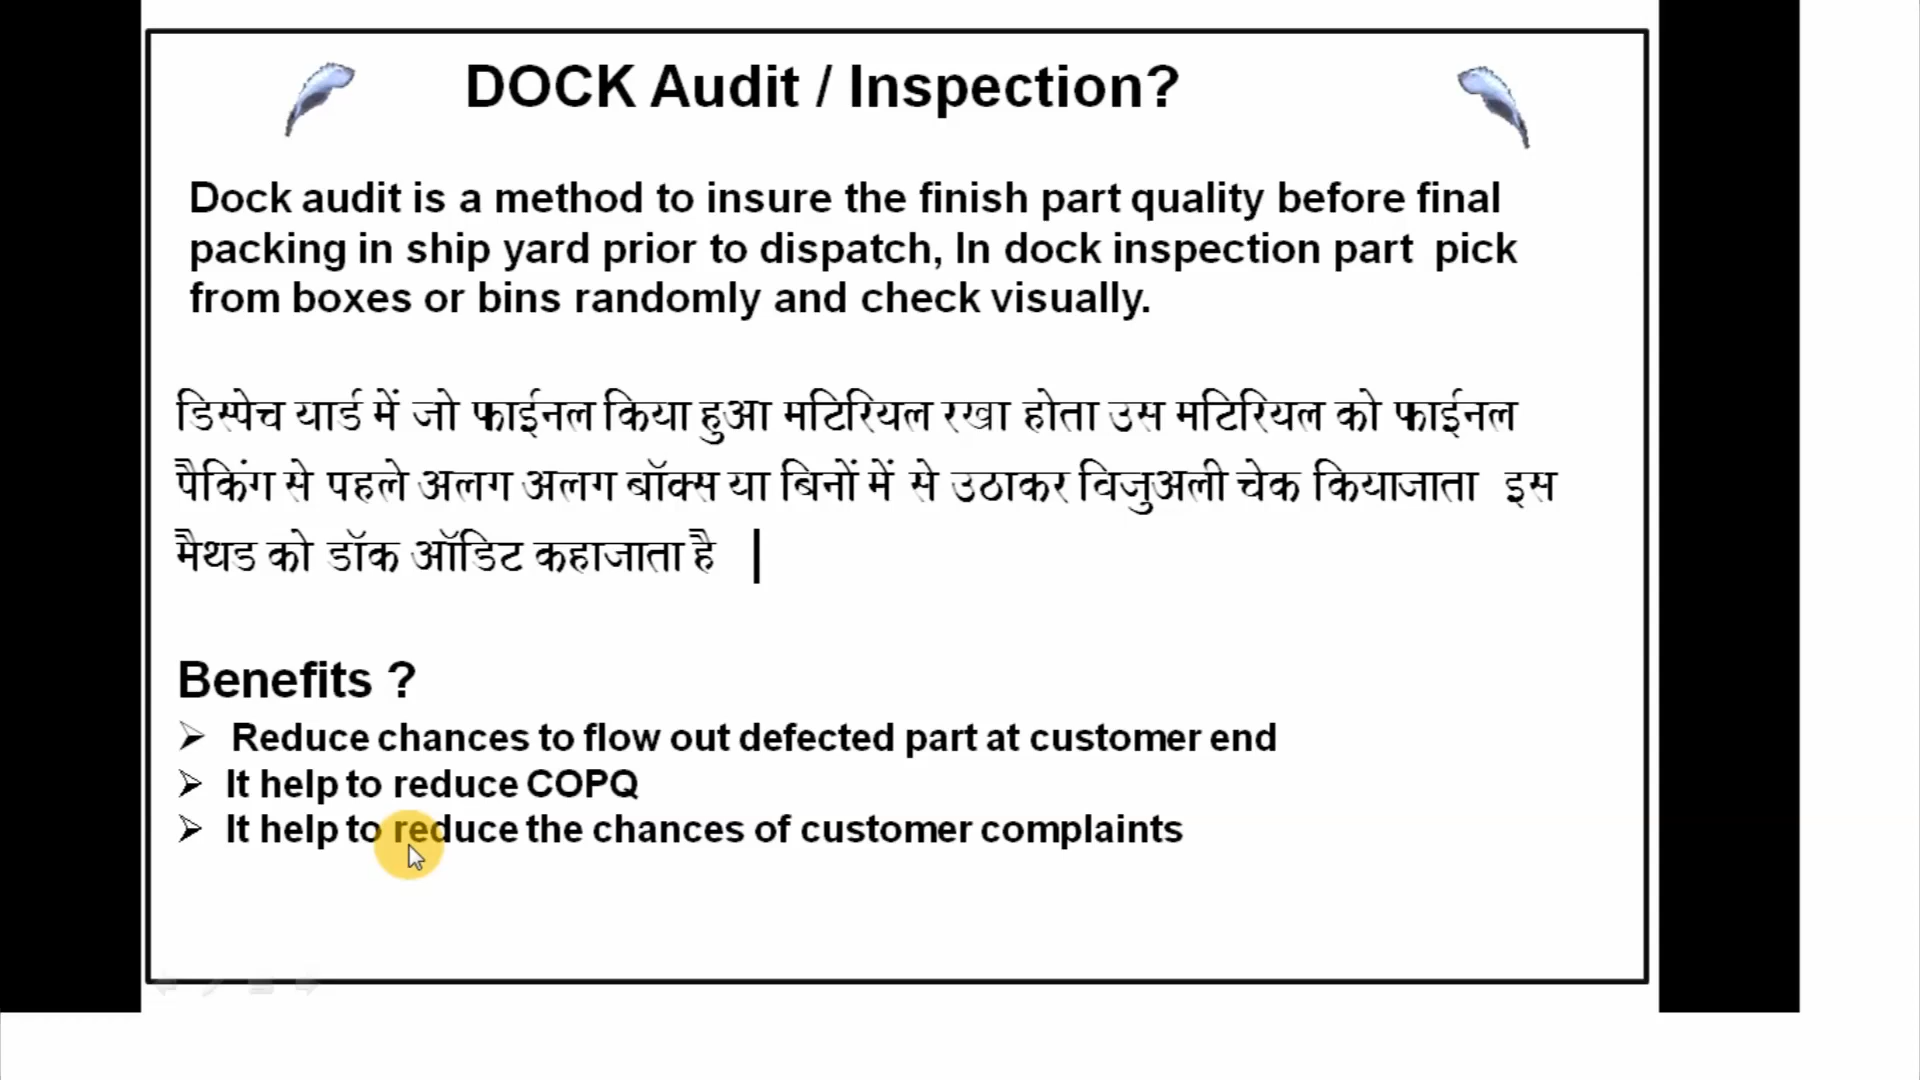 DOCK Audit / Inspection?
Dock audit is a method to insure the finish part quality before final
packing in ship yard prior to dispatch, In dock inspection part pick
from boxes or bins randomly and check visually.
डिस्पेच यार्ड में जो फाईनल किया हुआ मटिरियल रखा होता उस मटिरियल को फाईनल
पैकिंग से पहले अलग अलग बॉक्स या बिनों में से उठाकर विजुअली चेक कियाजाता इस
मैथड को डॉक ऑडिट कहाजाता है |
Benefits ?
➢ Reduce chances to flow out defected part at customer end
➢ It help to reduce COPQ
➢ It help to reduce the chances of customer complaints